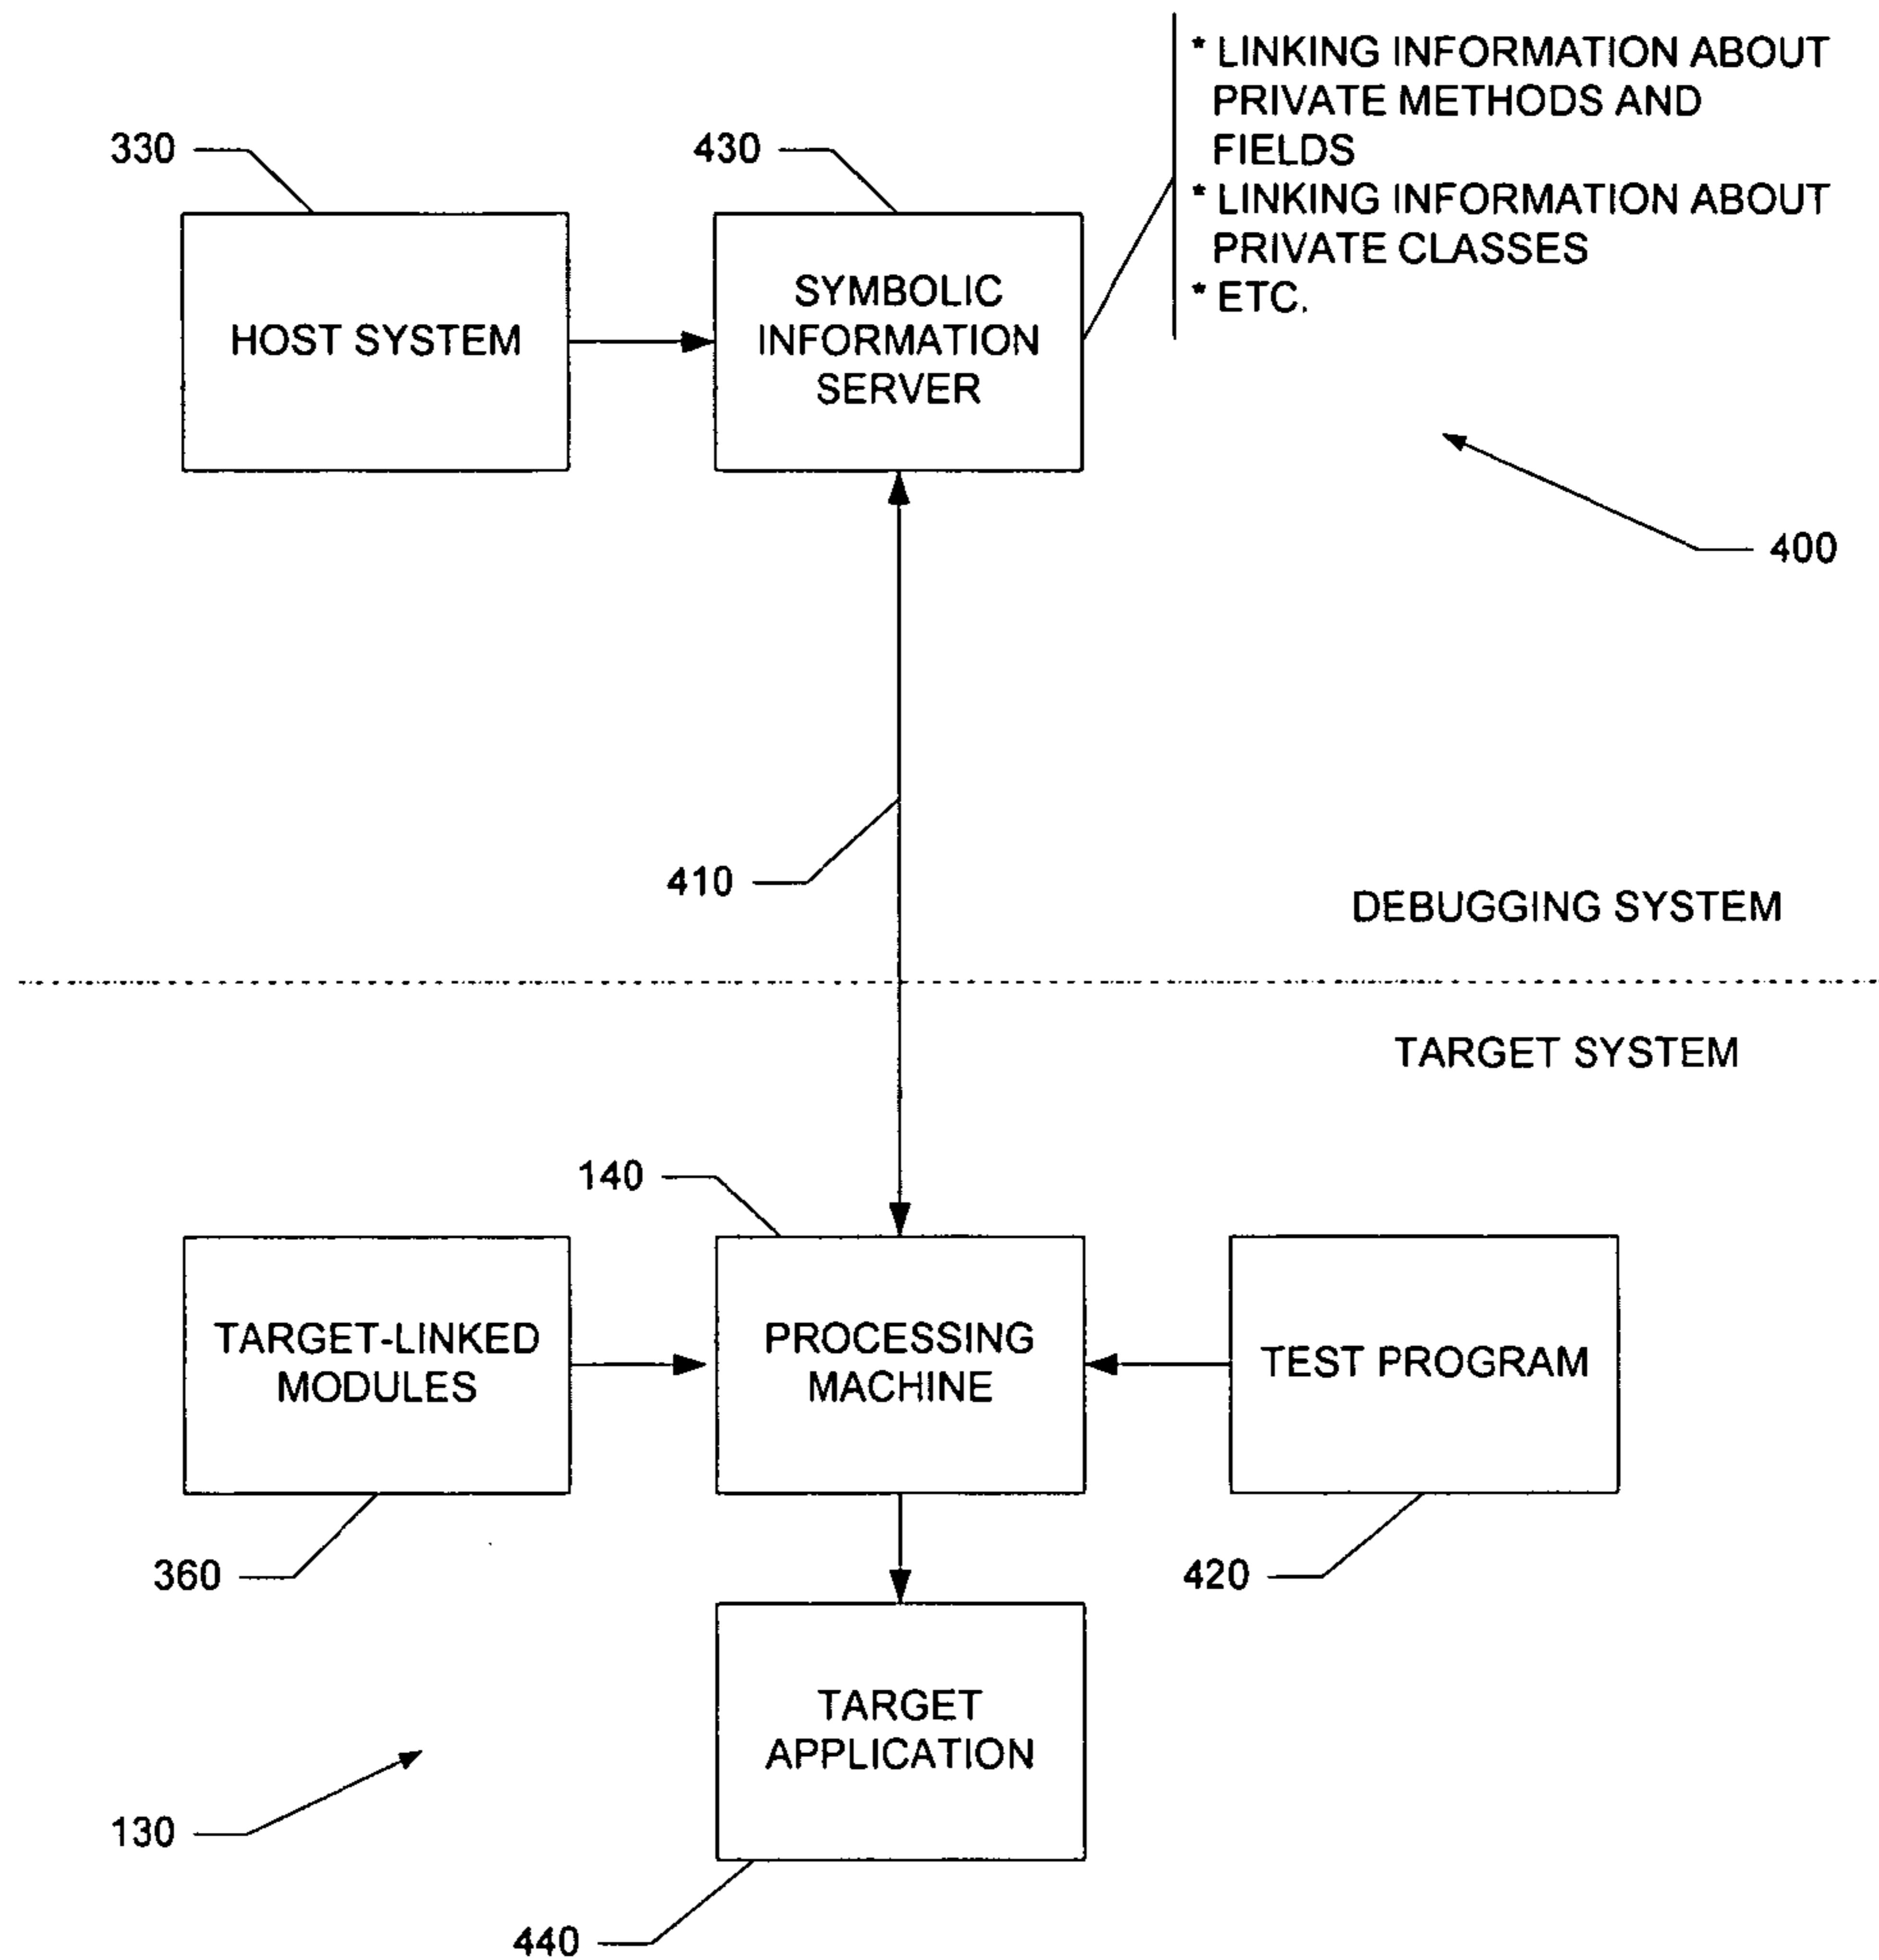 * LINKING INFORMATION ABOUT
PRIVATE METHODS AND
FIELDS
* LINKING INFORMATION ABOUT
PRIVATE CLASSES
* ETC.
330
430
HOST SYSTEM
SYMBOLIC
INFORMATION
SERVER
400
410
DEBUGGING SYSTEM
TARGET SYSTEM
140
TARGET-LINKED
MODULES
PROCESSING
MACHINE
TEST PROGRAM
360
420
TARGET
APPLICATION
130
440